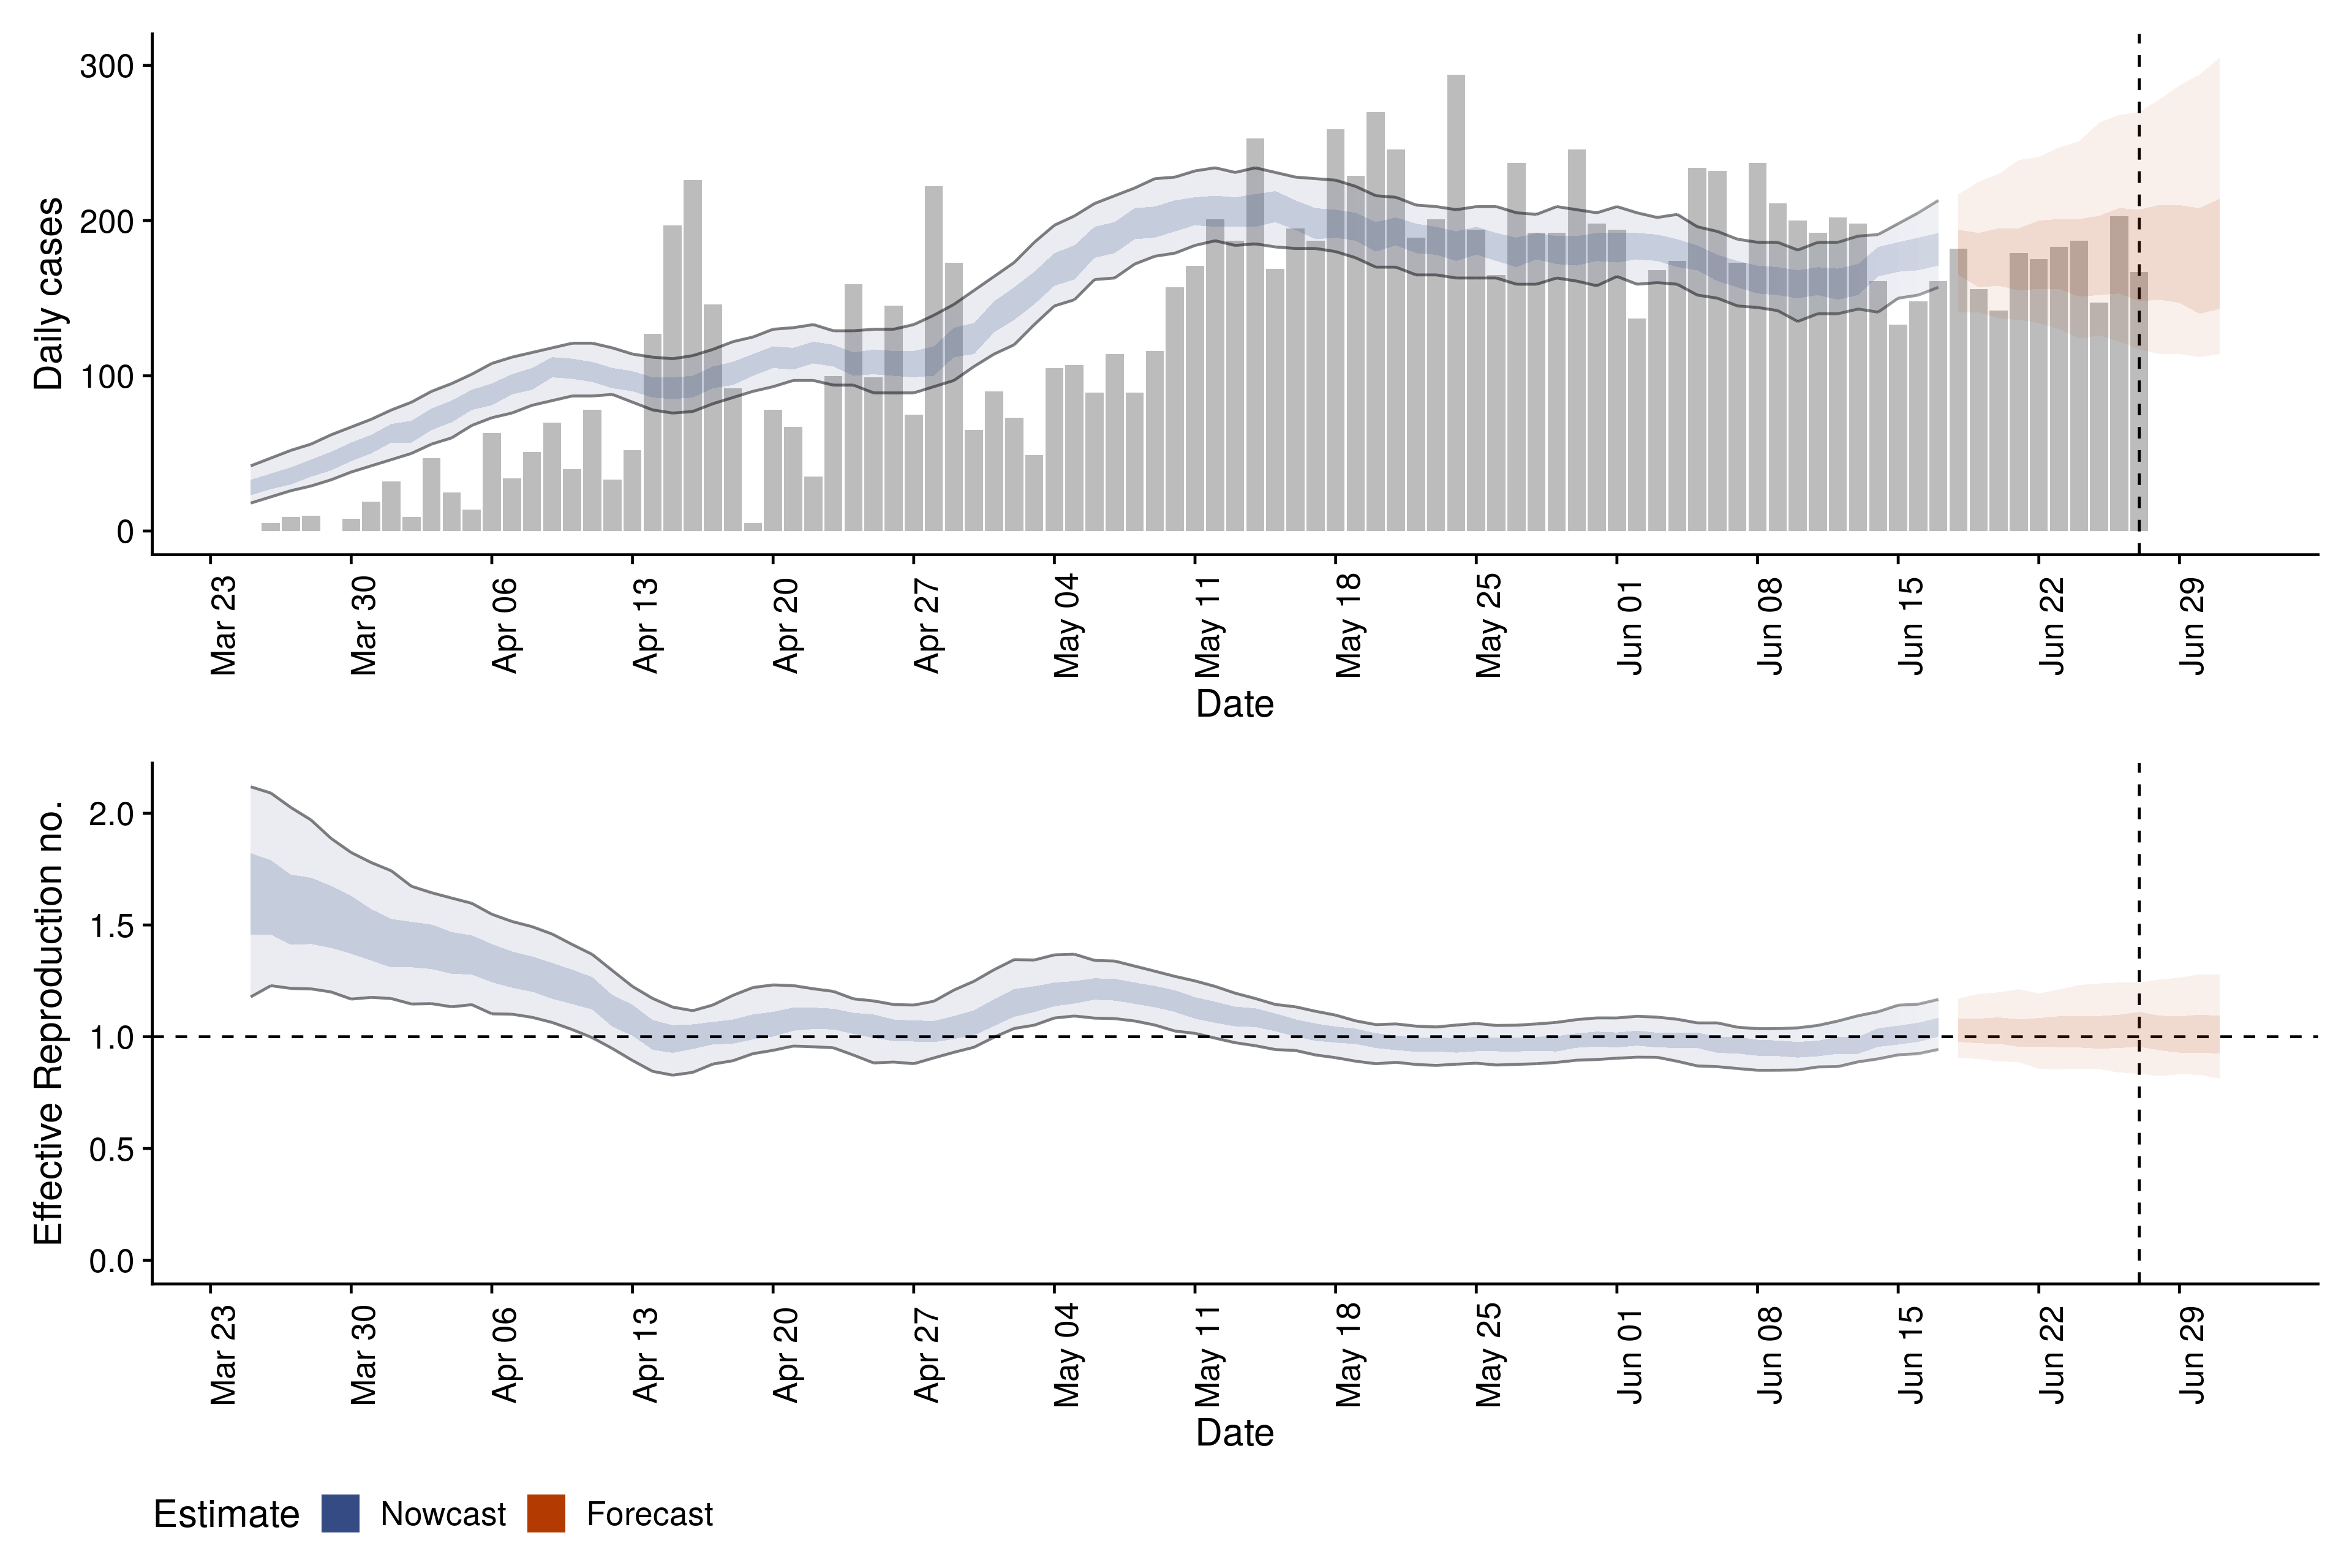 Daily cases
300
200
100
0
Mar 23
Mar 30
Apr 06
Apr 13
Apr 20
Apr 27
May 04
May 11
May 18
May 25
Jun 01
Jun 08
Jun 15
Jun 22
Jun 29
Date
Effective Reproduction no.
2.0
1.5
1.0
0.5
0.0
Mar 23
Mar 30
Apr 06
Apr 13
Apr 20
Apr 27
May 04
May 11
May 18
May 25
Jun 01
Jun 08
Jun 15
Jun 22
Jun 29
Date
Estimate Nowcast Forecast